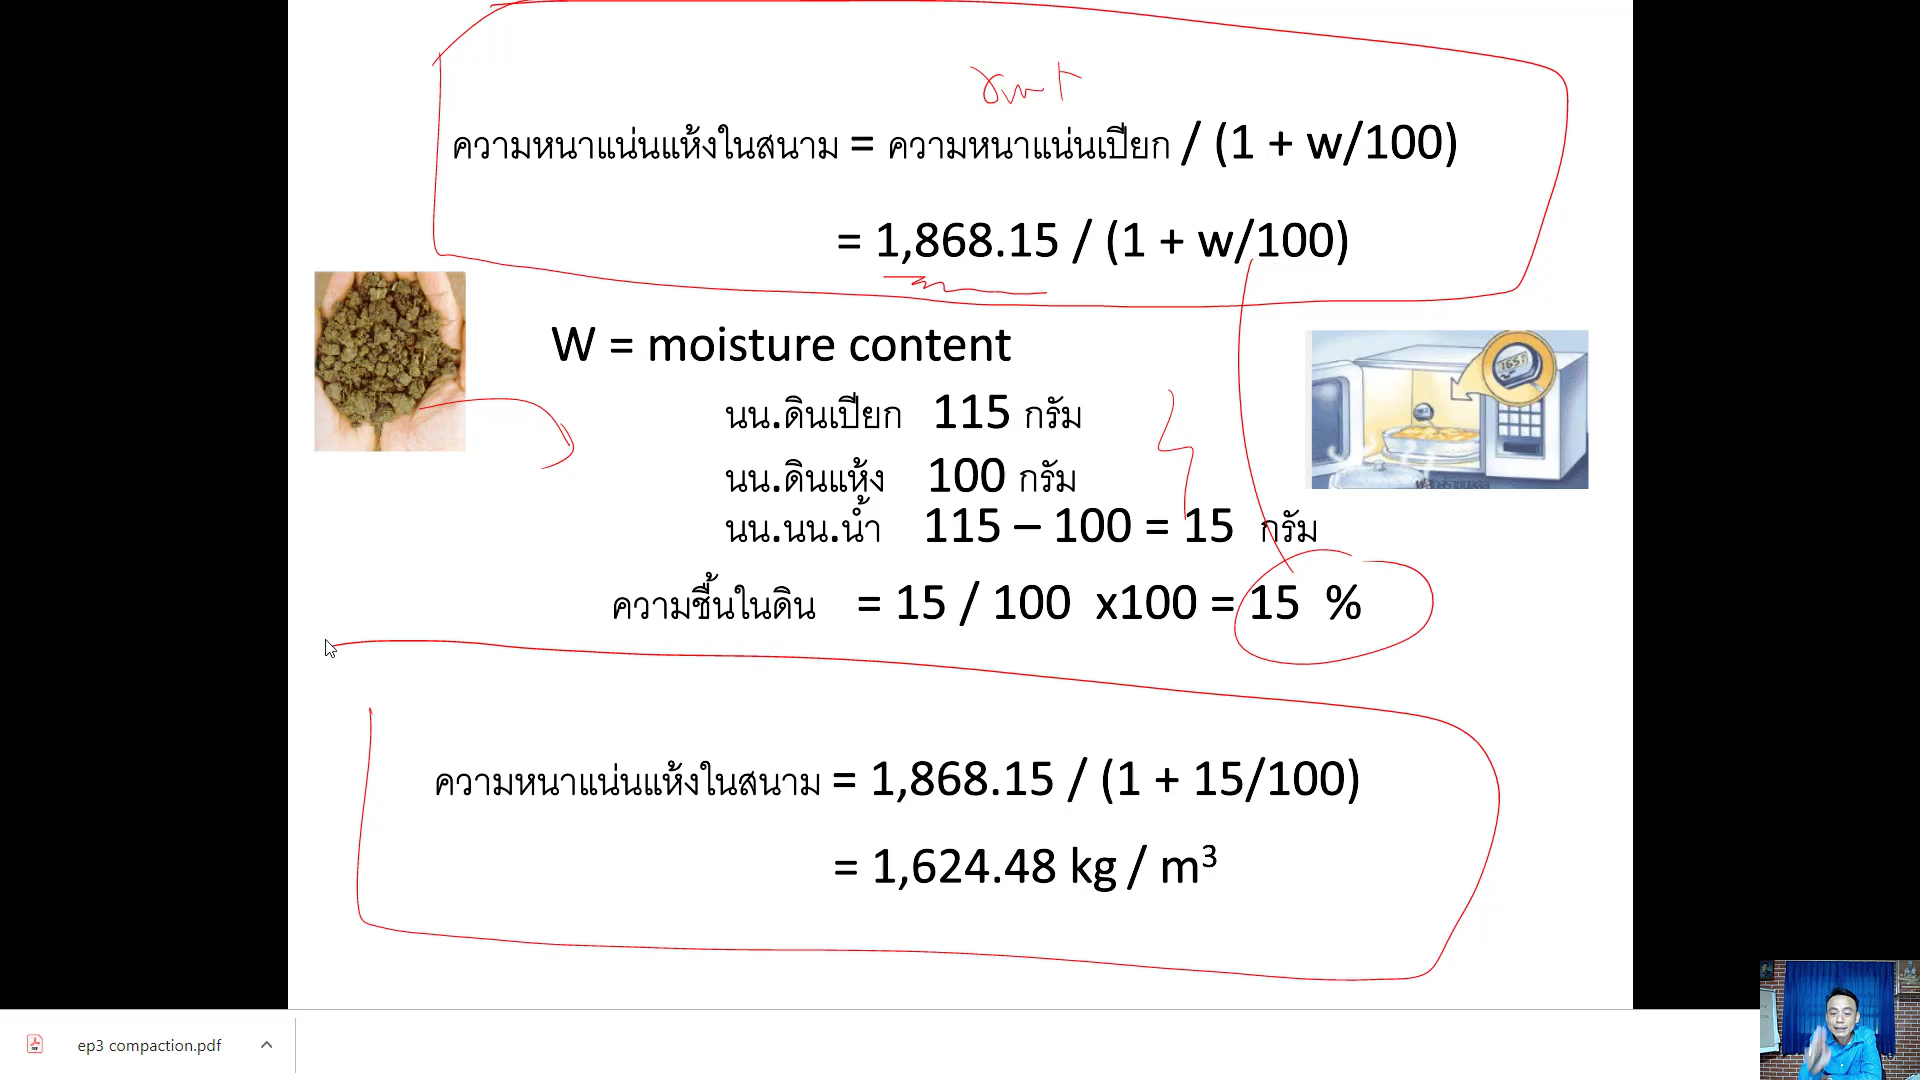 γwet
ความหนาแน่นแห้งในสนาม = ความหนาแน่นเปียก / (1 + w/100)
= 1,868.15 / (1 + w/100)
W = moisture content
นน.ดินเปียก 115 กรัม
นน.ดินแห้ง 100 กรัม
นน.นน.น้ำ 115 – 100 = 15 กรัม
ความชื้นในดิน = 15 / 100 x100 = 15 %
ความหนาแน่นแห้งในสนาม = 1,868.15 / (1 + 15/100)
= 1,624.48 kg / m³
ep3 compaction.pdf